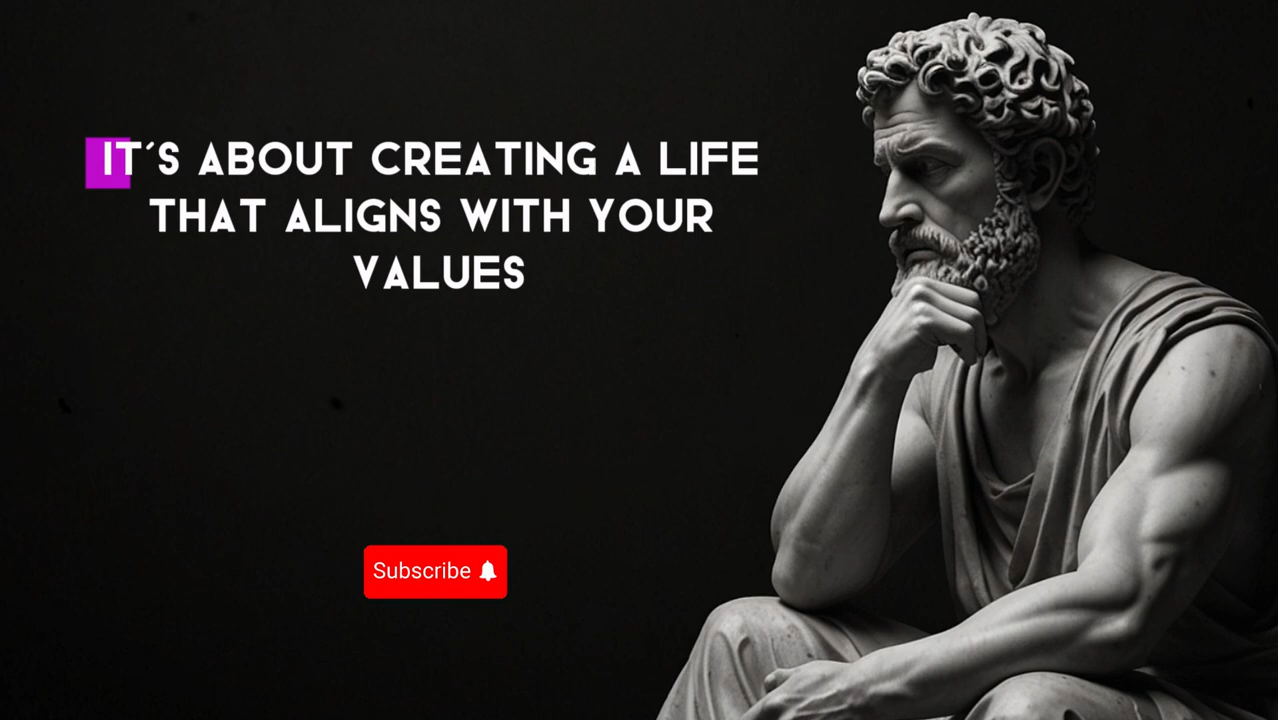 IT´S ABOUT CREATING A LIFE
THAT ALIGNS WITH YOUR
VALUES
Subscribe